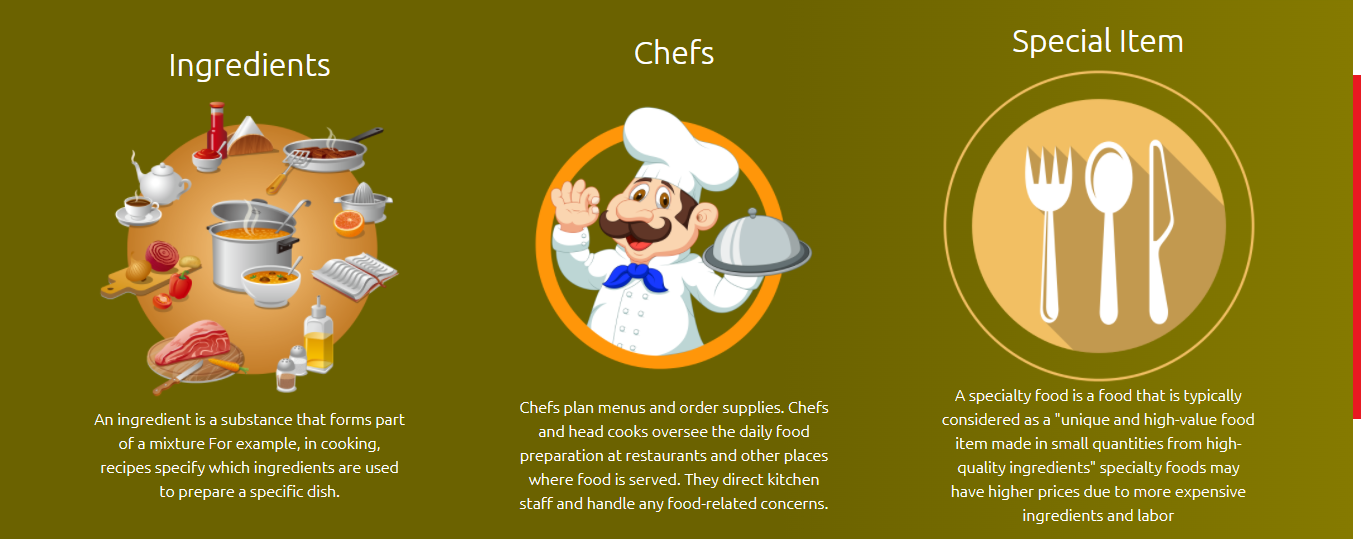 Ingredients
An ingredient is a substance that forms part
of a mixture For example, in cooking,
recipes specify which ingredients are used
to prepare a specific dish.
Chefs
Chefs plan menus and order supplies. Chefs
and head cooks oversee the daily food
preparation at restaurants and other places
where food is served. They direct kitchen
staff and handle any food-related concerns.
Special Item
A specialty food is a food that is typically
considered as a "unique and high-value food
item made in small quantities from high-
quality ingredients" specialty foods may
have higher prices due to more expensive
ingredients and labor